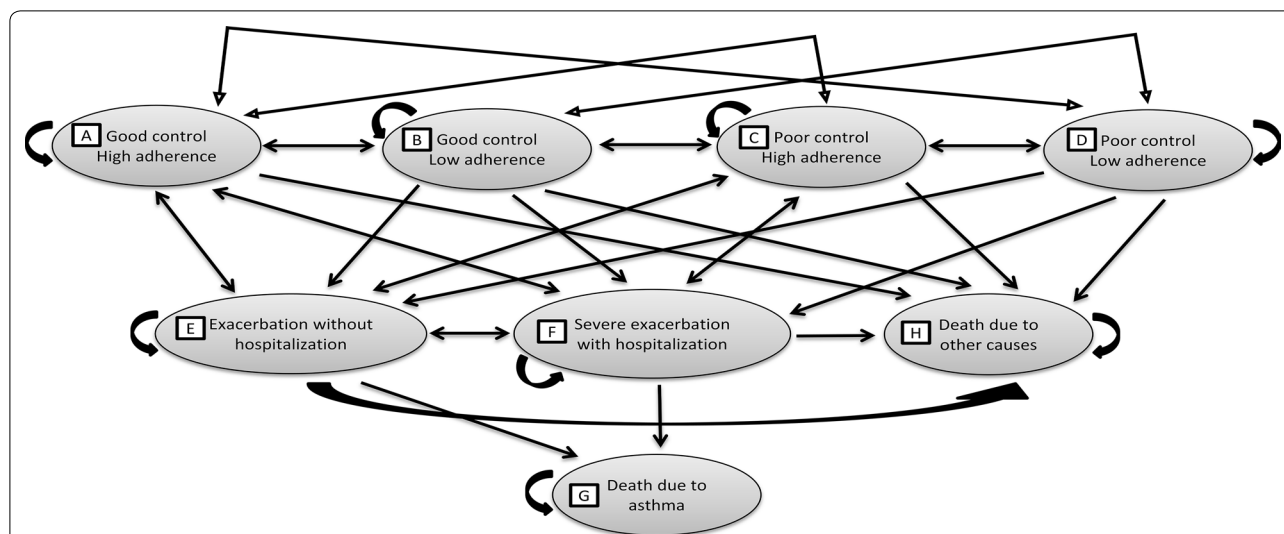 A Good control
High adherence
B Good control
Low adherence
C Poor control
High adherence
D Poor control
Low adherence
E Exacerbation without
hospitalization
F Severe exacerbation
with hospitalization
H Death due to
other causes
G Death due to
asthma